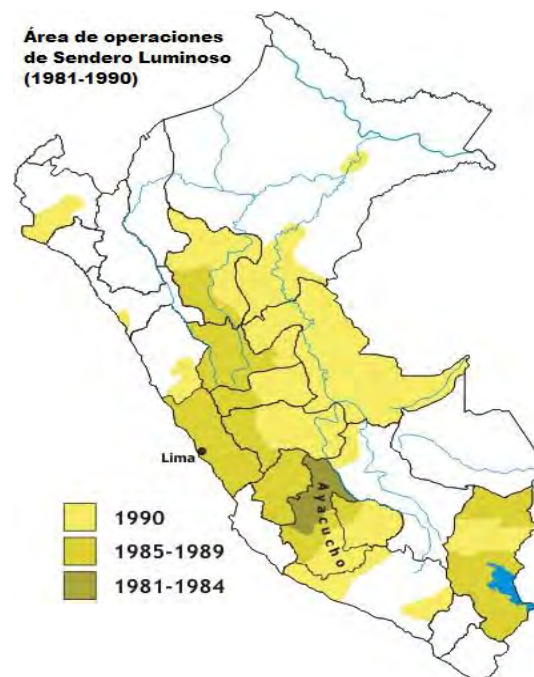 Área de operaciones
de Sendero Luminoso
(1981-1990)
Lima
Ayacucho
1990
1985-1989
1981-1984